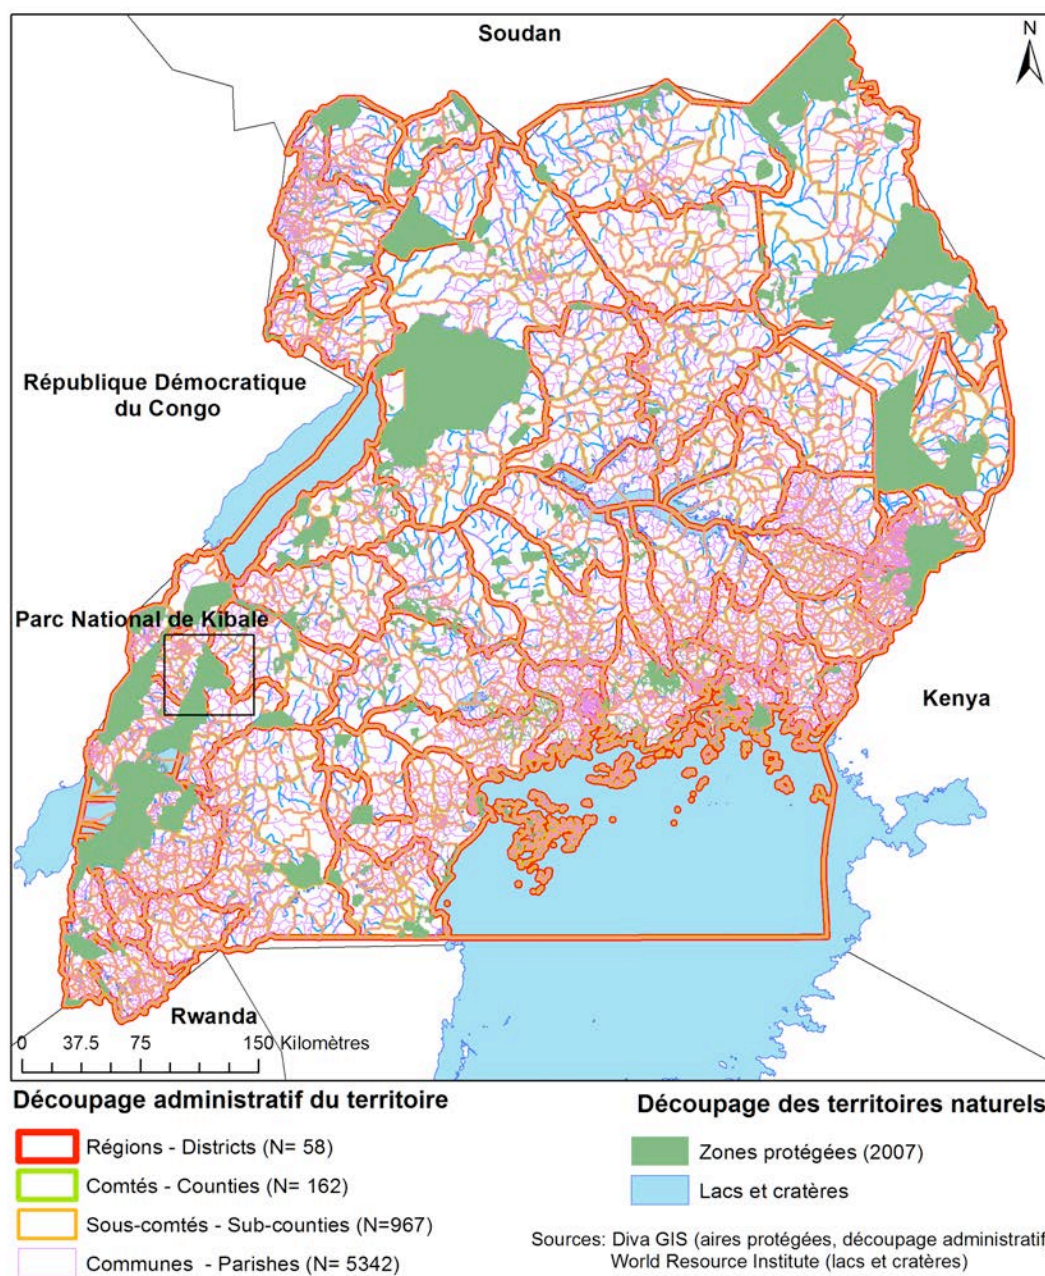 Soudan
N
République Démocratique
du Congo
Parc National de Kibale
Kenya
Rwanda
0 37.5 75 150 Kilomètres
Découpage administratif du territoire
Régions - Districts (N= 58)
Comtés - Counties (N= 162)
Sous-comtés - Sub-counties (N=967)
Communes - Parishes (N= 5342)
Découpage des territoires naturels
Zones protégées (2007)
Lacs et cratères
Sources: Diva GIS (aires protégées, découpage administratif
World Resource Institute (lacs et cratères)